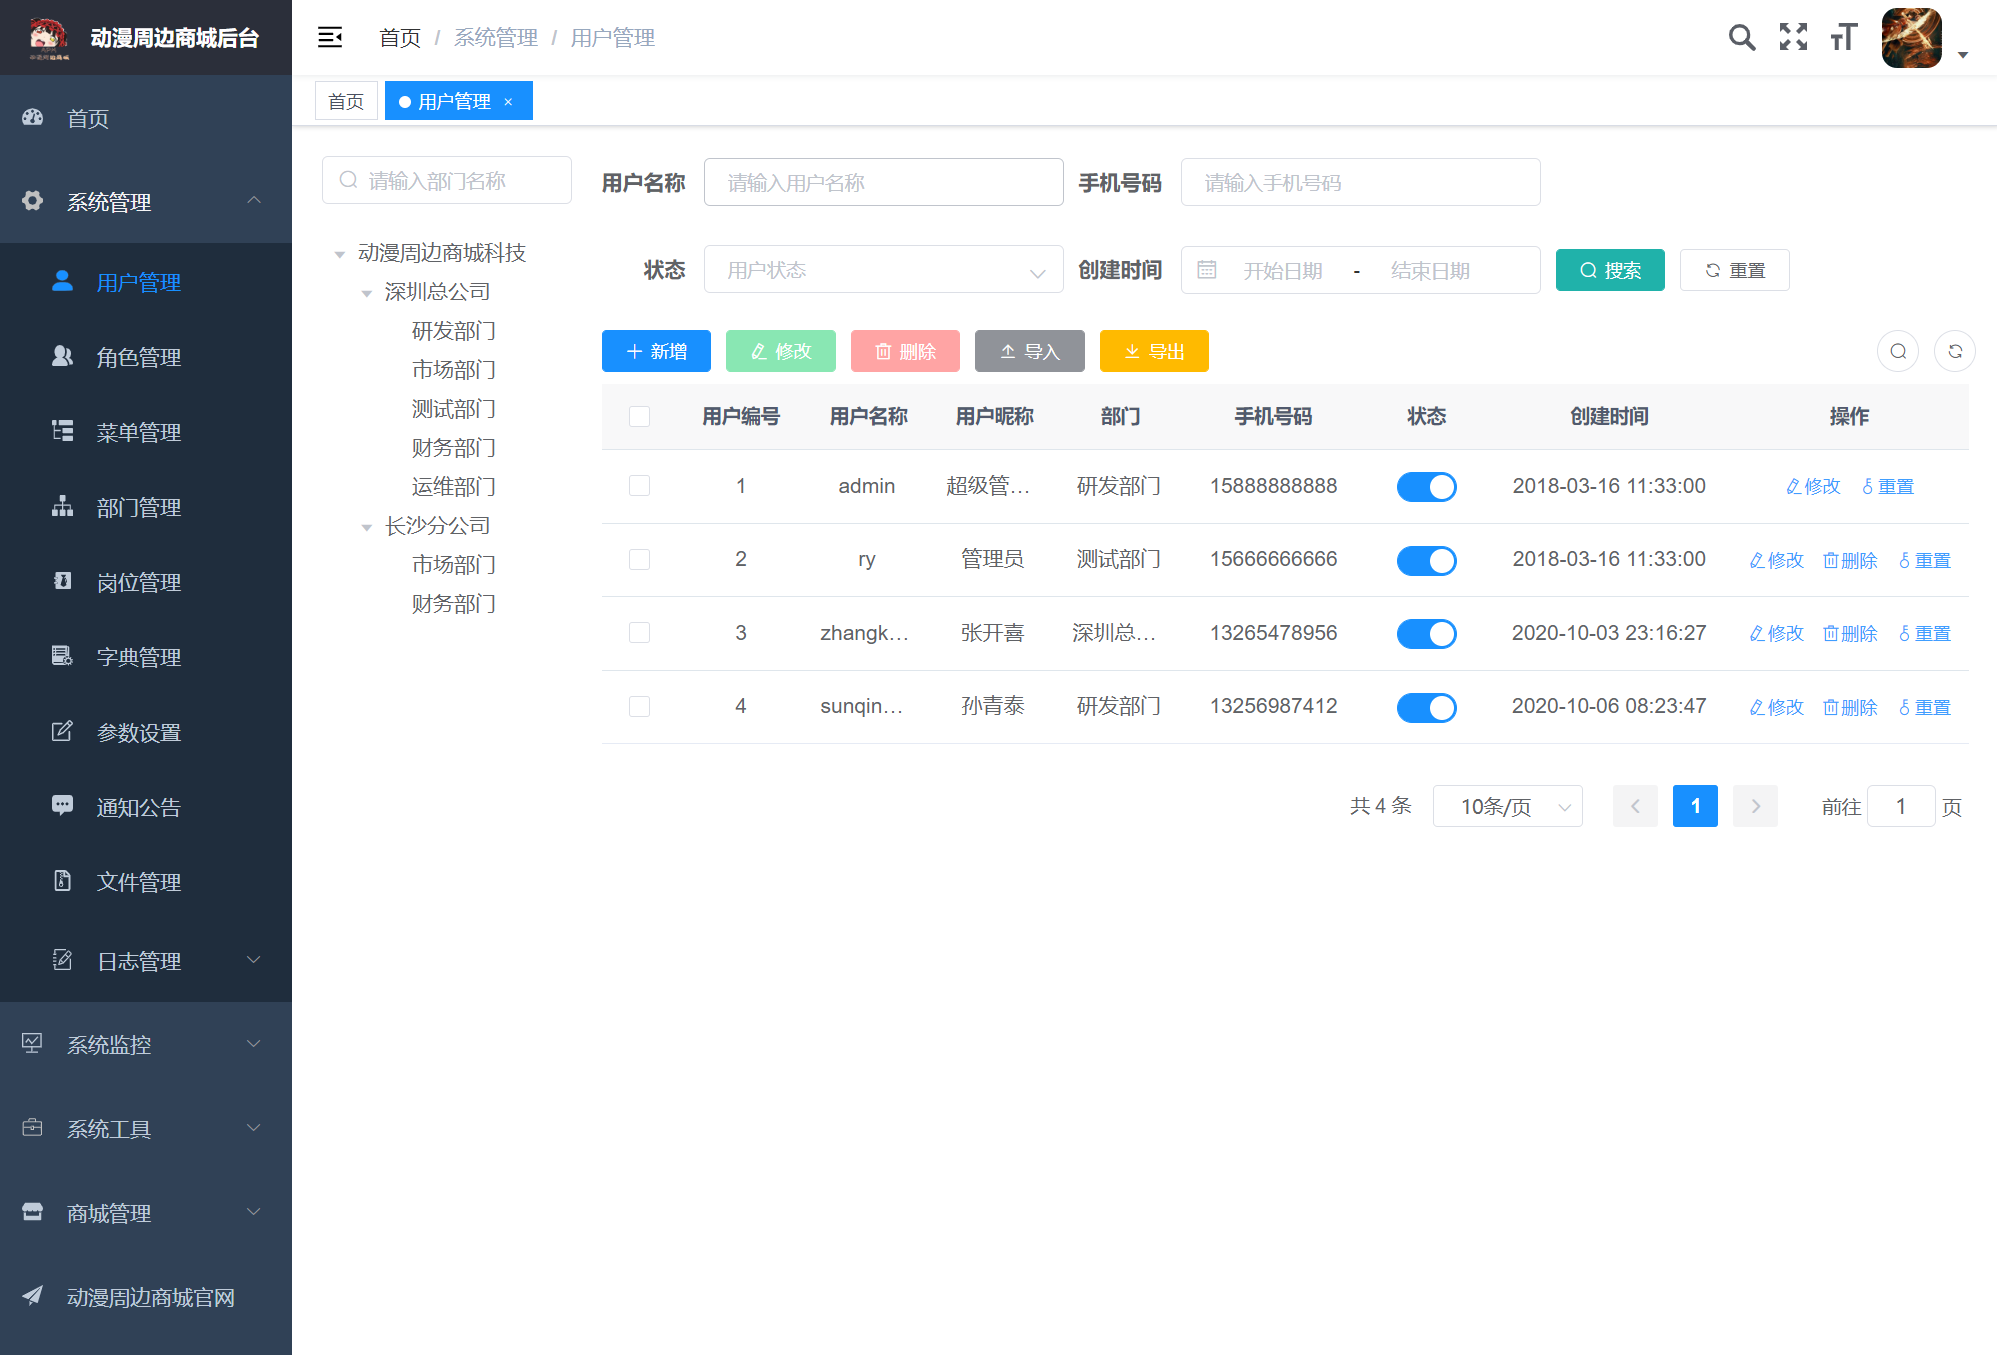 动漫周边商城后台
首页
系统管理
用户管理
角色管理
菜单管理
部门管理
岗位管理
字典管理
参数设置
通知公告
文件管理
日志管理
系统监控
系统工具
商城管理
动漫周边商城官网
首页 / 系统管理 / 用户管理
首页 用户管理 ×
请输入部门名称
动漫周边商城科技
深圳总公司
研发部门
市场部门
测试部门
财务部门
运维部门
长沙分公司
市场部门
财务部门
用户名称 请输入用户名称 手机号码 请输入手机号码
状态 用户状态 创建时间 开始日期 - 结束日期 搜索 重置
新增 修改 删除 导入 导出
用户编号 用户名称 用户昵称 部门 手机号码 状态 创建时间 操作
1 admin 超级管... 研发部门 15888888888 2018-03-16 11:33:00 修改 重置
2 ry 管理员 测试部门 15666666666 2018-03-16 11:33:00 修改 删除 重置
3 zhangk... 张开喜 深圳总... 13265478956 2020-10-03 23:16:27 修改 删除 重置
4 sunqin... 孙青泰 研发部门 13256987412 2020-10-06 08:23:47 修改 删除 重置
共 4 条 10条/页 1 前往 1 页